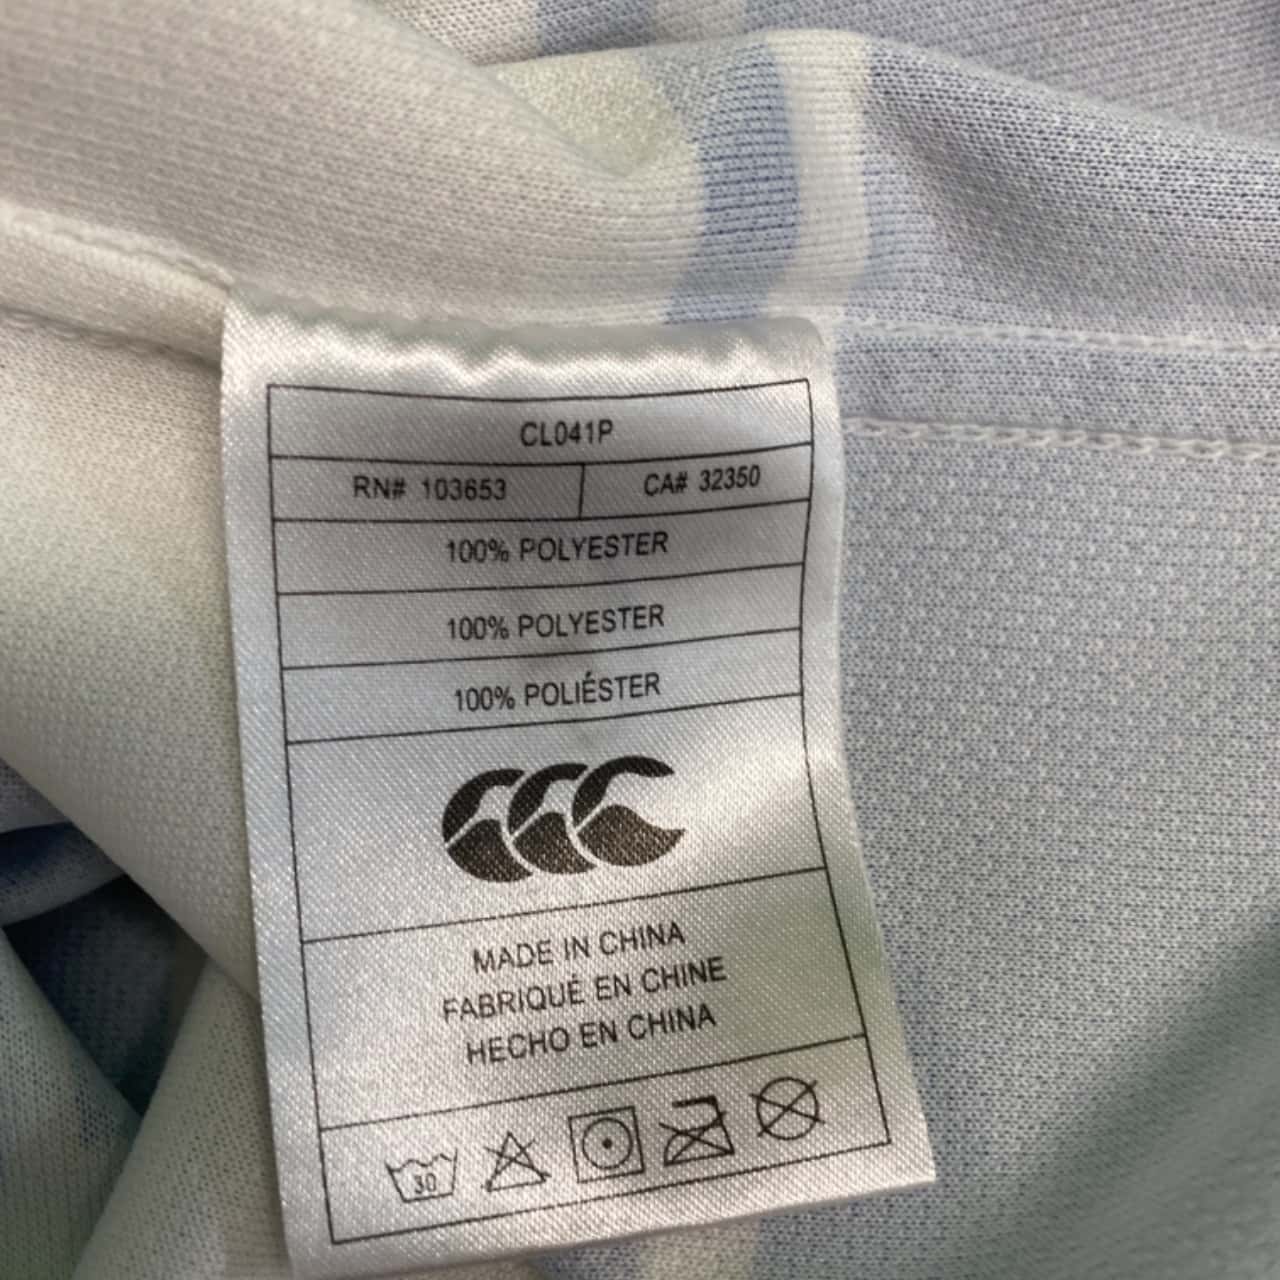 CL041P
RN# 103653 CA# 32350
100% POLYESTER
100% POLYESTER
100% POLIÉSTER
MADE IN CHINA
FABRIQUÉ EN CHINE
HECHO EN CHINA
30